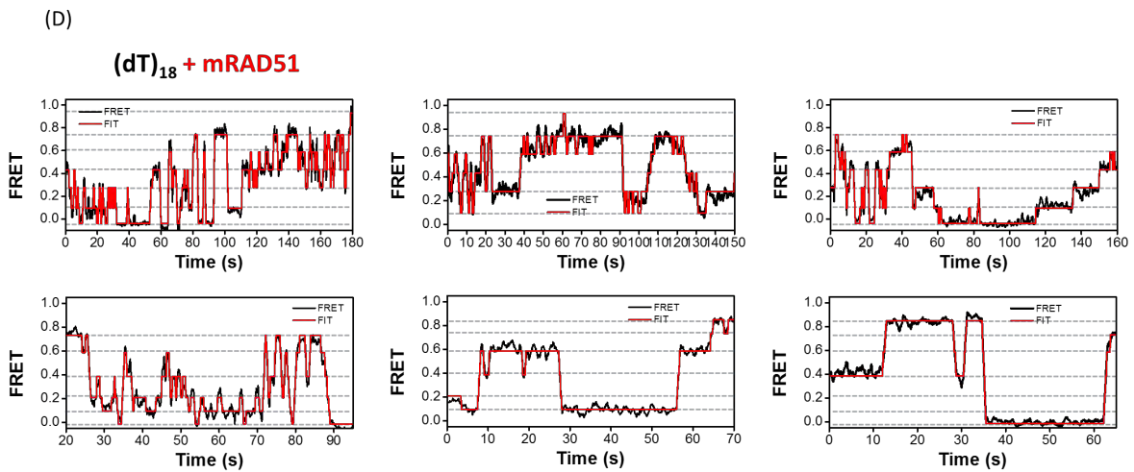 (D)
(dT)18 + mRAD51
FRET
1.0
0.8
0.6
0.4
0.2
0.0
FRET
FIT
0 20 40 60 80 100 120 140 160 180
Time (s)
FRET
1.0
0.8
0.6
0.4
0.2
0.0
FRET
FIT
0 10 20 30 40 50 60 70 80 90 100 110 120 130 140 150
Time (s)
FRET
1.0
0.8
0.6
0.4
0.2
0.0
FRET
FIT
0 20 40 60 80 100 120 140 160
Time (s)
FRET
1.0
0.8
0.6
0.4
0.2
0.0
FRET
FIT
20 30 40 50 60 70 80 90
Time (s)
FRET
1.0
0.8
0.6
0.4
0.2
0.0
FRET
FIT
0 10 20 30 40 50 60 70
Time (s)
FRET
1.0
0.8
0.6
0.4
0.2
0.0
FRET
FIT
0 10 20 30 40 50 60
Time (s)